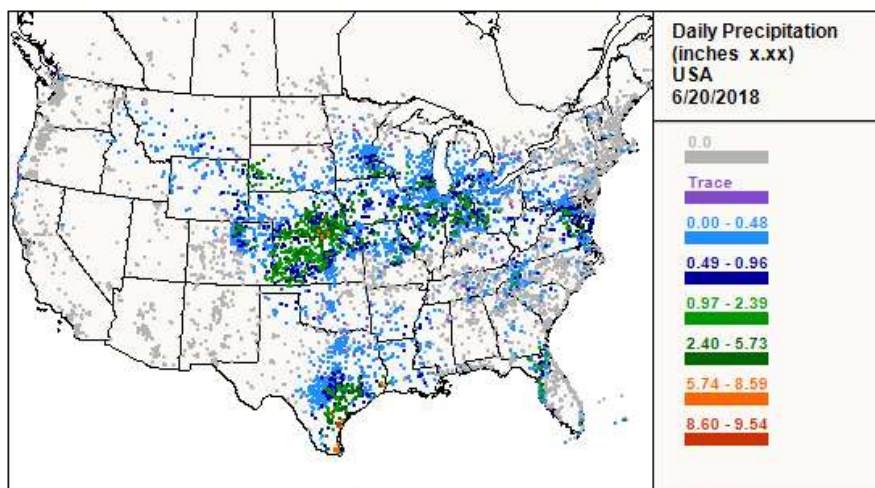 Daily Precipitation
(inches x.xx)
USA
6/20/2018
0.0
Trace
0.00 - 0.48
0.49 - 0.96
0.97 - 2.39
2.40 - 5.73
5.74 - 8.59
8.60 - 9.54